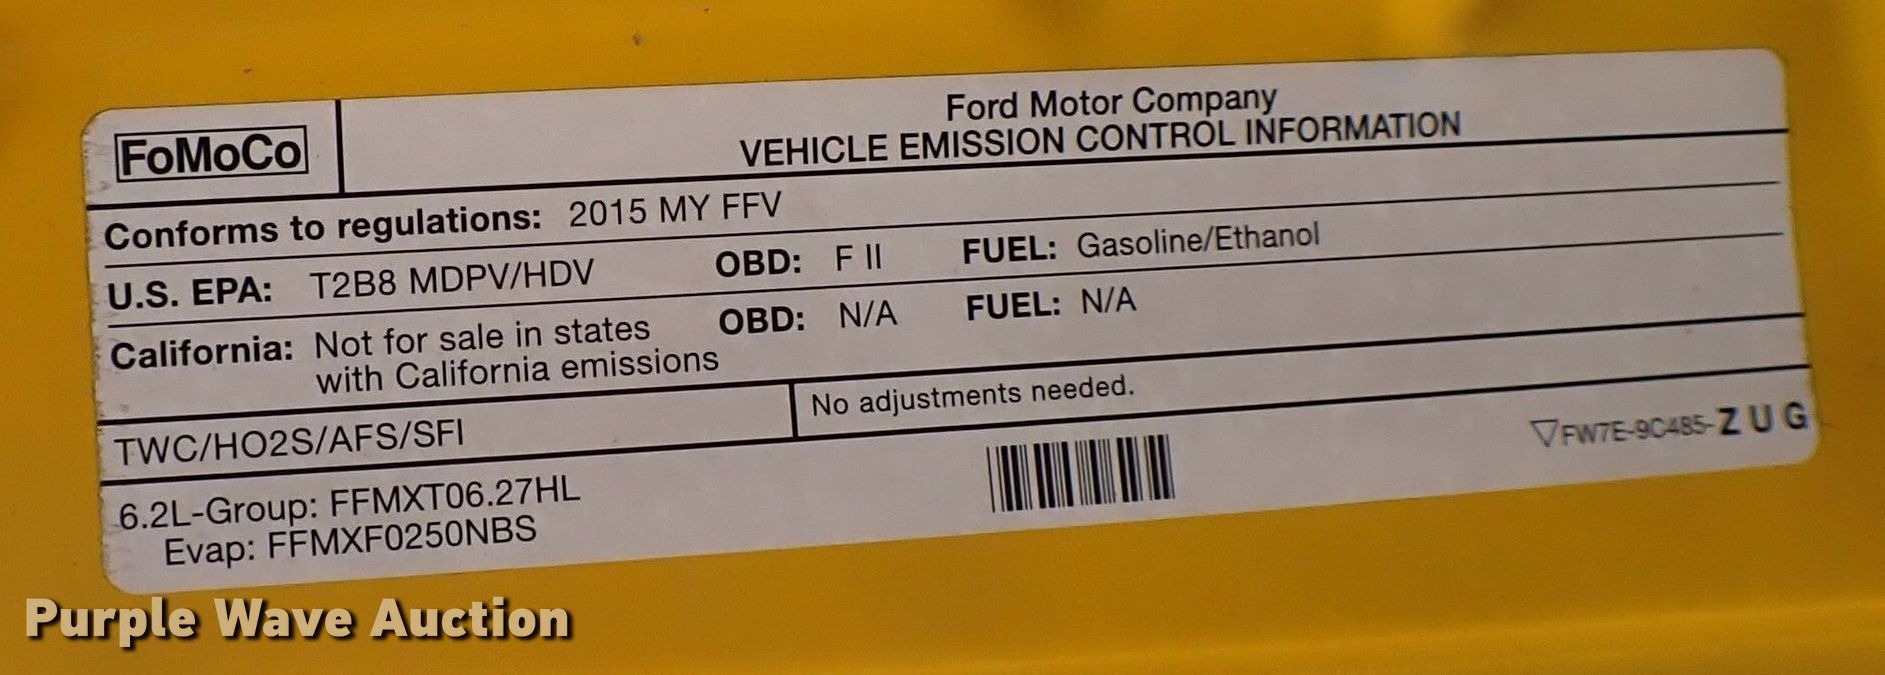 FoMoCo
Ford Motor Company
VEHICLE EMISSION CONTROL INFORMATION
Conforms to regulations: 2015 MY FFV
U.S. EPA: T2B8 MDPV/HDV OBD: F II FUEL: Gasoline/Ethanol
California: Not for sale in states with California emissions OBD: N/A FUEL: N/A
TWC/HO2S/AFS/SFI
No adjustments needed.
6.2L-Group: FFMXT06.27HL
Evap: FFMXF0250NBS
▽FW7E-9C485-ZUG
Purple Wave Auction